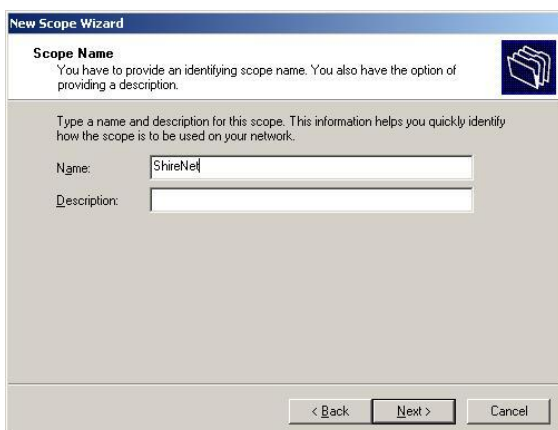 New Scope Wizard
Scope Name
You have to provide an identifying scope name. You also have the option of
providing a description.
Type a name and description for this scope. This information helps you quickly identify
how the scope is to be used on your network.
Name:
ShireNet
Description:
< Back
Next >
Cancel